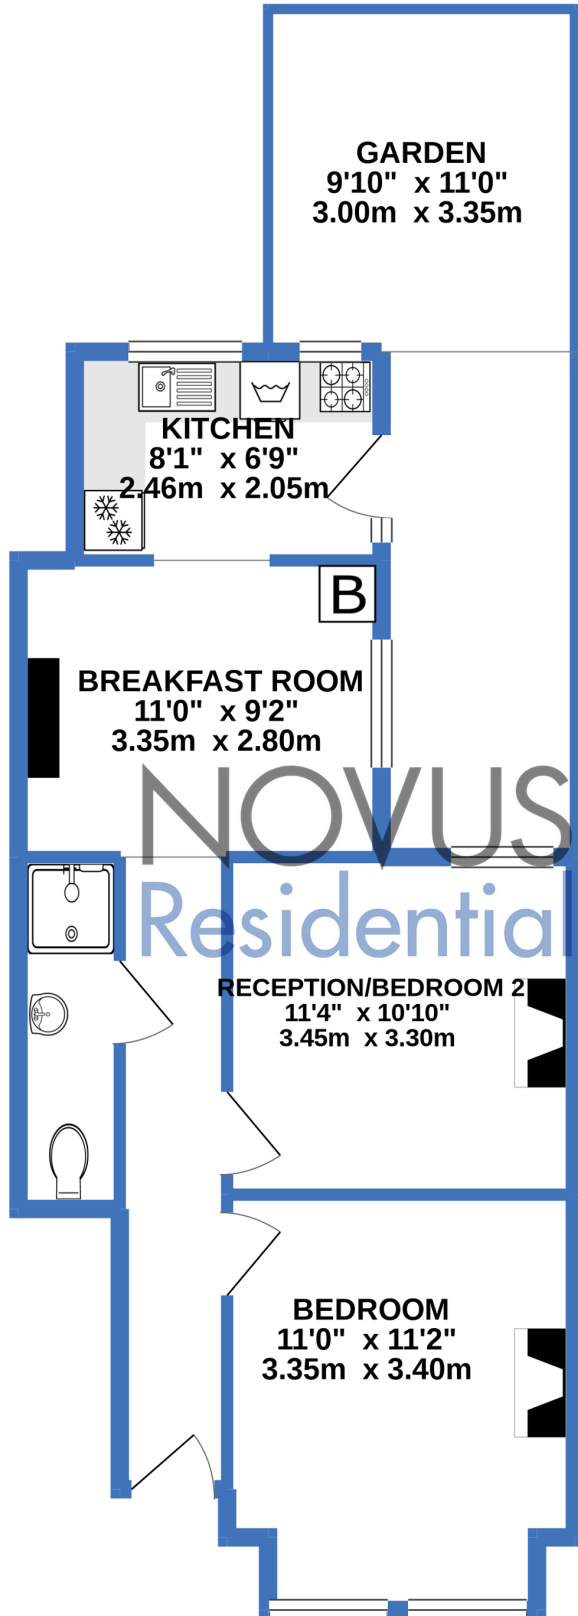 GARDEN
9'10" x 11'0"
3.00m x 3.35m
KITCHEN
8'1" x 6'9"
2.46m x 2.05m
B
BREAKFAST ROOM
11'0" x 9'2"
3.35m x 2.80m
NOVUS
Residential
RECEPTION/BEDROOM 2
11'4" x 10'10"
3.45m x 3.30m
BEDROOM
11'0" x 11'2"
3.35m x 3.40m